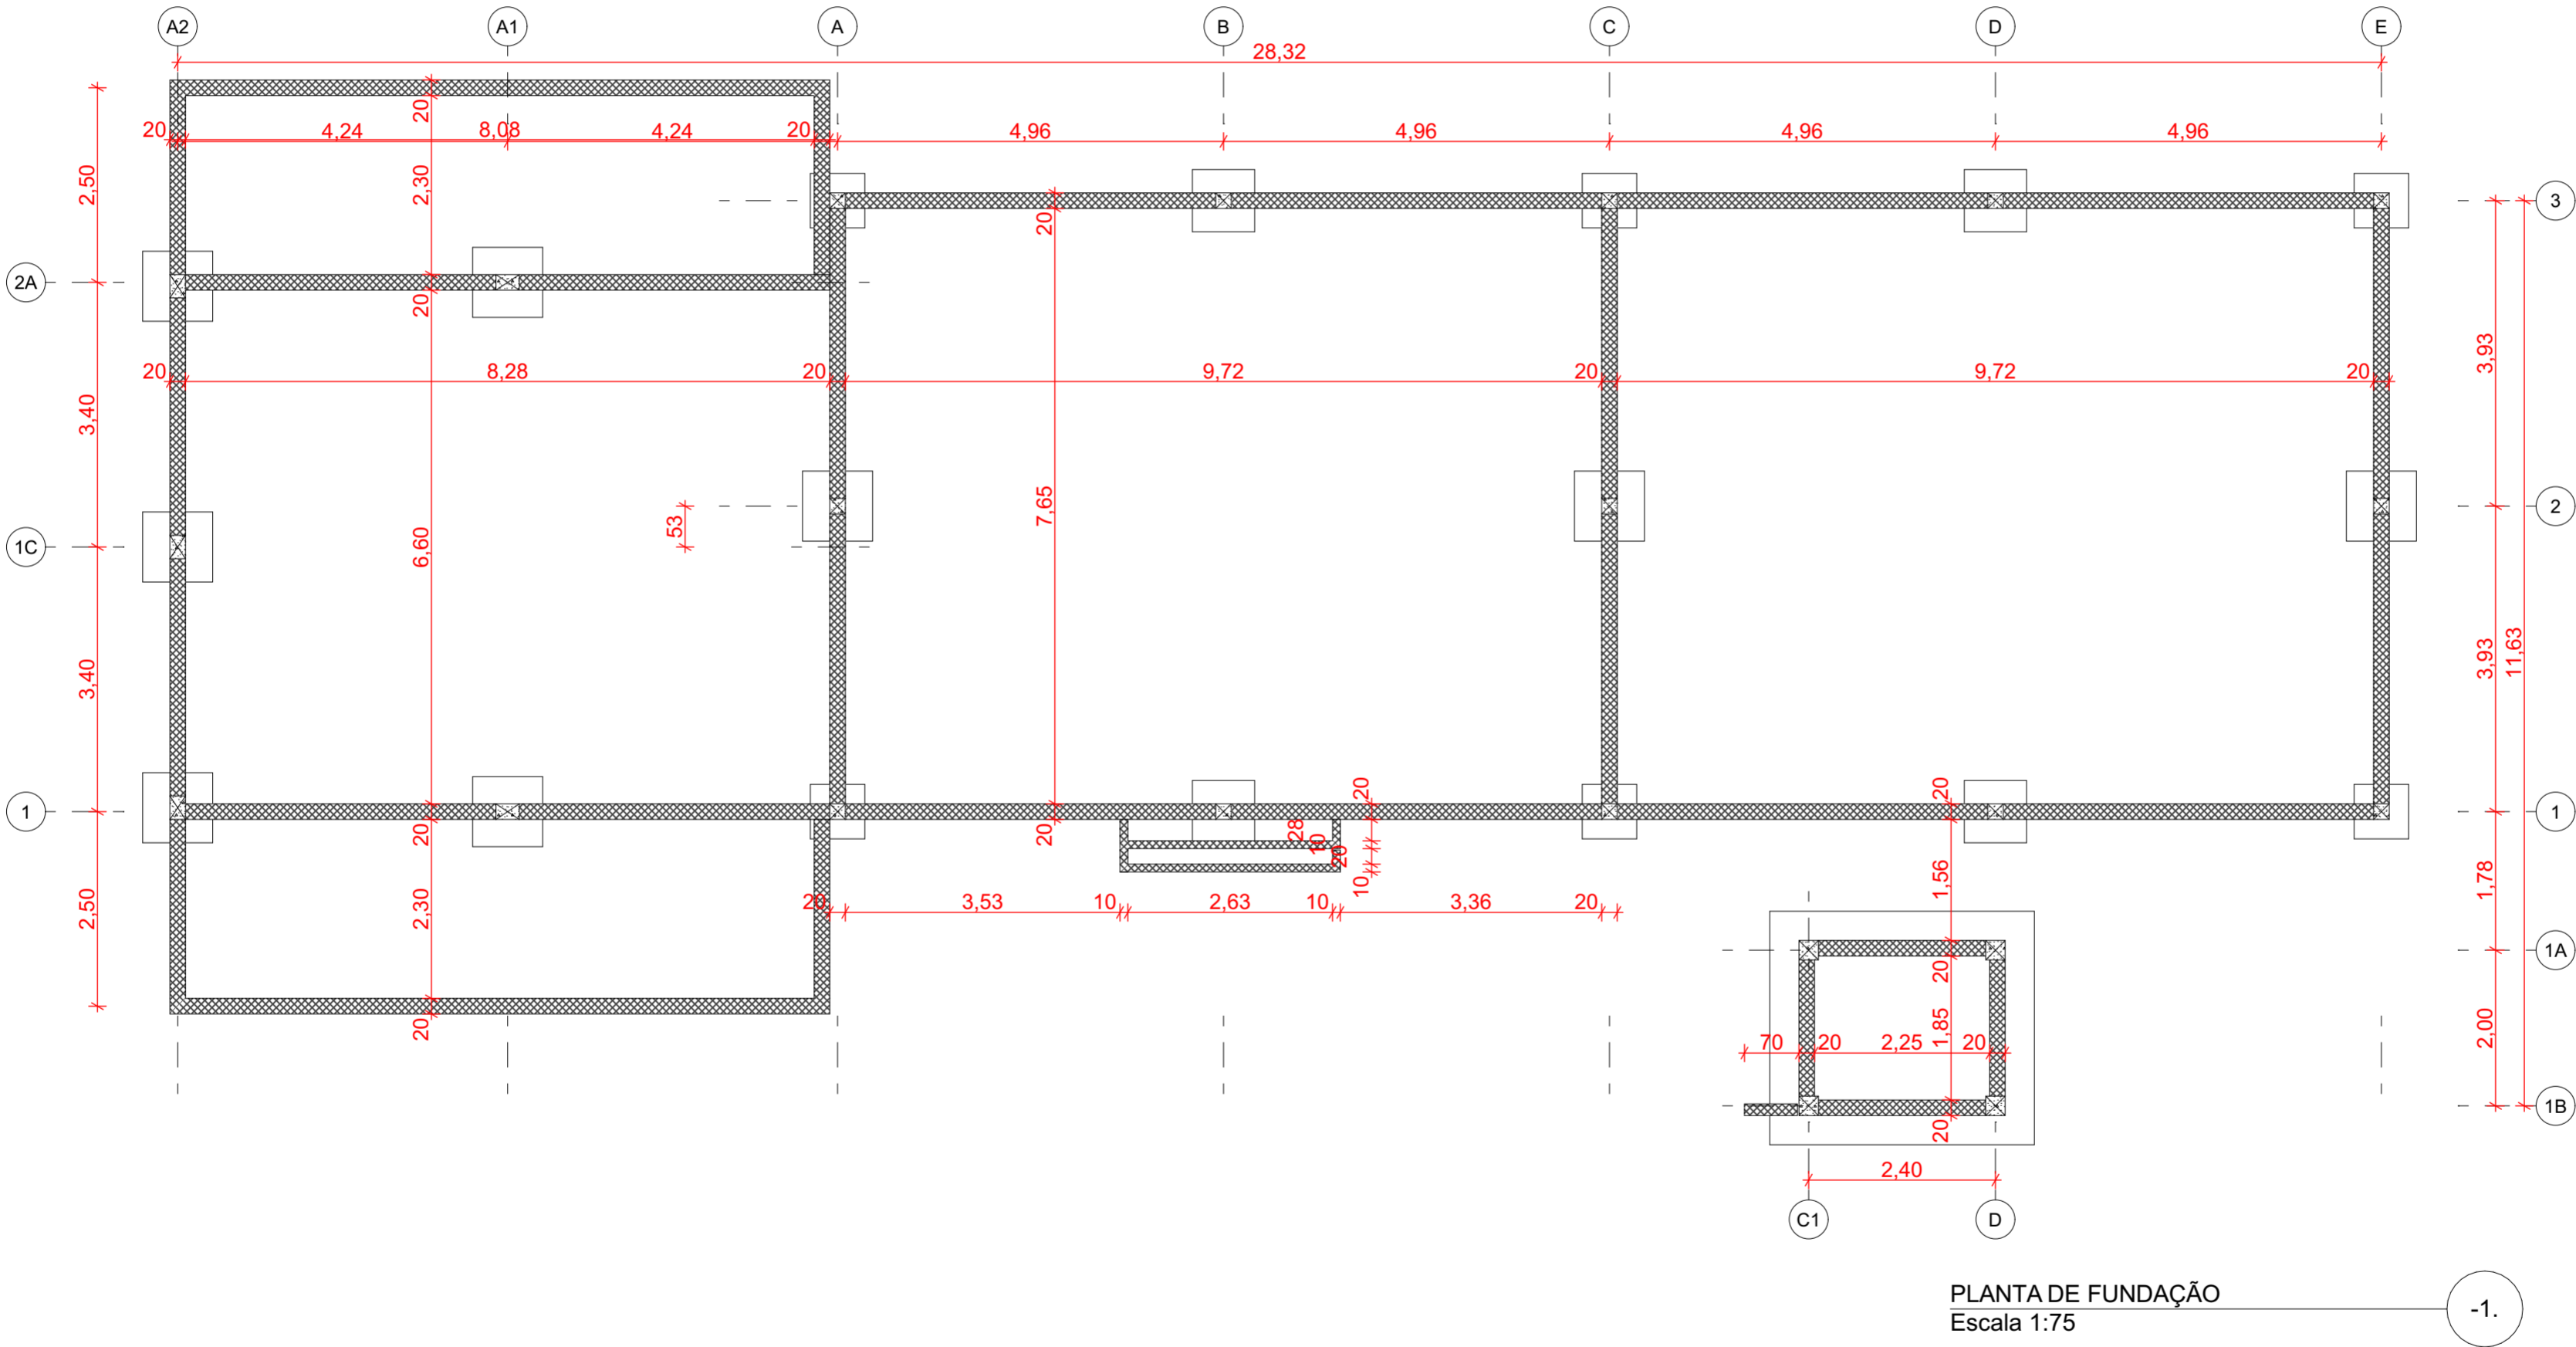 A2 A1 A B C D E
28,32
20 4,24 8,08 4,24 20 4,96 4,96 4,96 4,96
20
2,50 2,30
3
20
2A
20
3,93
20 8,28 20 9,72 20 9,72 20
3,40
7,65
2
53
6,60
1C
11,63
3,93
3,40
20 20
1 1
20 20 28 10 20 10
1,56 1,78
2,50 2,30
20 3,53 10 2,63 10 3,36 20
1A
20
20
1,85 2,00
70 20 2,25 20
1B
20
2,40
C1 D
PLANTA DE FUNDAÇÃO
Escala 1:75
-1.